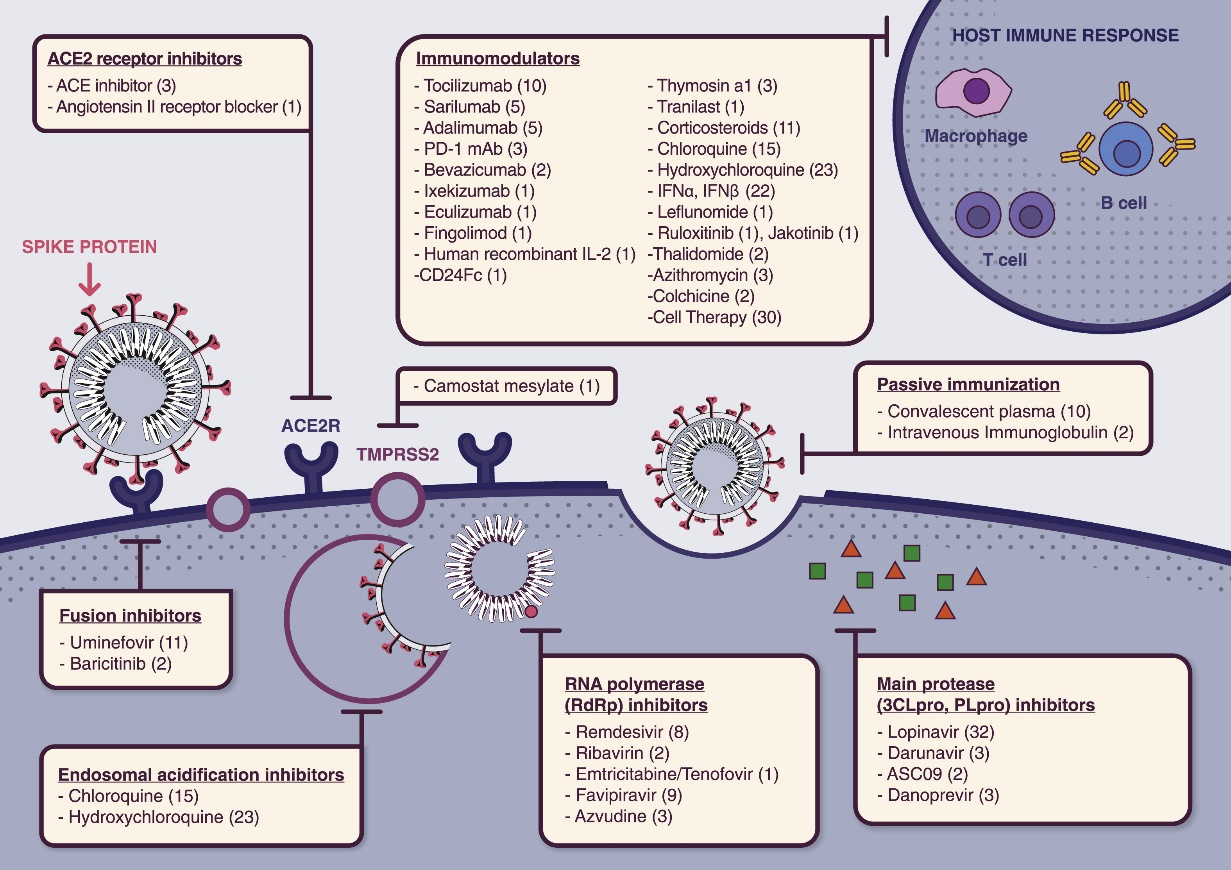 ACE2 receptor inhibitors
- ACE inhibitor (3)
- Angiotensin II receptor blocker (1)
Immunomodulators
- Tocilizumab (10)
- Sarilumab (5)
- Adalimumab (5)
- PD-1 mAb (3)
- Bevazicumab (2)
- Ixekizumab (1)
- Eculizumab (1)
- Fingolimod (1)
- Human recombinant IL-2 (1)
-CD24Fc (1)
- Thymosin a1 (3)
- Tranilast (1)
- Corticosteroids (11)
- Chloroquine (15)
- Hydroxychloroquine (23)
- IFNα, IFNβ (22)
- Leflunomide (1)
- Ruloxitinib (1), Jakotinib (1)
-Thalidomide (2)
-Azithromycin (3)
-Colchicine (2)
-Cell Therapy (30)
HOST IMMUNE RESPONSE
Macrophage
B cell
T cell
SPIKE PROTEIN
- Camostat mesylate (1)
ACE2R
TMPRSS2
Passive immunization
- Convalescent plasma (10)
- Intravenous Immunoglobulin (2)
Fusion inhibitors
- Uminefovir (11)
- Baricitinib (2)
Endosomal acidification inhibitors
- Chloroquine (15)
- Hydroxychloroquine (23)
RNA polymerase
(RdRp) inhibitors
- Remdesivir (8)
- Ribavirin (2)
- Emtricitabine/Tenofovir (1)
- Favipiravir (9)
- Azvudine (3)
Main protease
(3CLpro, PLpro) inhibitors
- Lopinavir (32)
- Darunavir (3)
- ASC09 (2)
- Danoprevir (3)